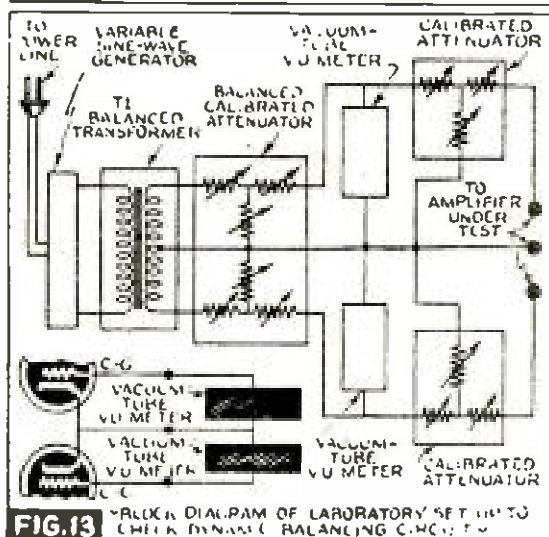 TO
POWER
LINE
VARIABLE
SINE-WAVE
GENERATOR
T1
BALANCED
TRANSFORMER
BALANCED
CALIBRATED
ATTENUATOR
VACUUM-
TUBE
VU METER
CALIBRATED
ATTENUATOR
TO
AMPLIFIER
UNDER
TEST
VACUUM-
TUBE
VU METER
VACUUM-
TUBE
VU METER
VACUUM-
TUBE
VU METER
CALIBRATED
ATTENUATOR
FIG.13
BLOCK DIAGRAM OF LABORATORY SET UP TO
CHECK DYNAMIC BALANCING CIRCUITS